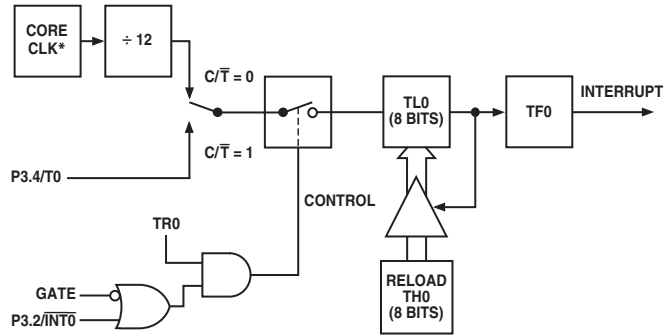 CORE
CLK*
÷ 12
C/T̅ = 0
C/T̅ = 1
P3.4/T0
TL0
(8 BITS)
TF0
INTERRUPT
CONTROL
TR0
GATE
P3.2/I̅N̅T̅0̅
RELOAD
TH0
(8 BITS)